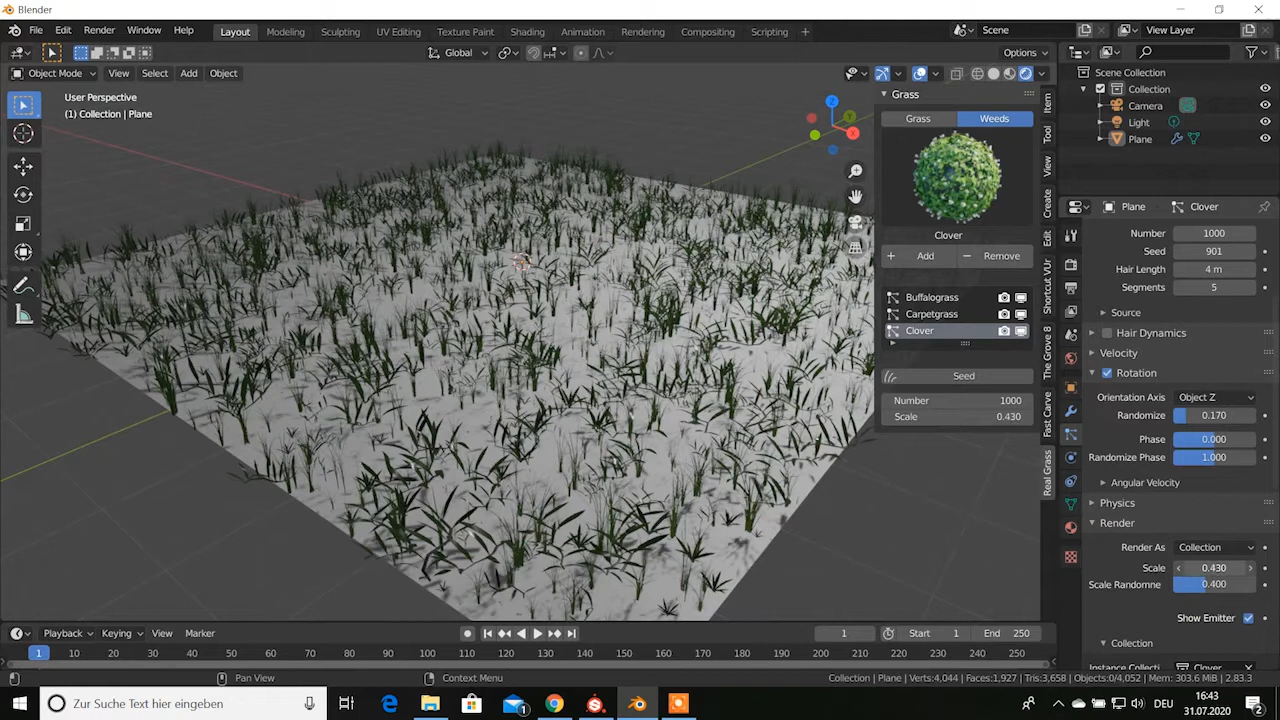 Blender
File Edit Render Window Help
Layout Modeling Sculpting UV Editing Texture Paint Shading Animation Rendering Compositing Scripting +
Scene View Layer
Global Options
Object Mode View Select Add Object
User Perspective
(1) Collection | Plane
Z
Y
X
Grass
Grass Weeds
Clover
Add Remove
Buffalograss
Carpetgrass
Clover
Seed
Number 1000
Scale 0.430
Item
Tool
View
Create
Edit
Shortcut VUr
The Grove 8
Fast Carve
Real Grass
Scene Collection
Collection
Camera
Light
Plane
Plane Clover
Number 1000
Seed 901
Hair Length 4 m
Segments 5
Source
Hair Dynamics
Velocity
Rotation
Orientation Axis Object Z
Randomize 0.170
Phase 0.000
Randomize Phase 1.000
Angular Velocity
Physics
Render
Render As Collection
Scale 0.430
Scale Randomne 0.400
Show Emitter
Collection
Instance Collecti Clover
Playback Keying View Marker
1 Start 1 End 250
1 10 20 30 40 50 60 70 80 90 100 110 120 130 140 150 160 170 180 190 200 210 220 230 240 250
Pan View Context Menu
Collection | Plane | Verts:4,044 | Faces:1,927 | Tris:3,658 | Objects:0/4,052 | Mem: 303.6 MiB | 2.83.3
Zur Suche Text hier eingeben
1
DEU
16:43
31.07.2020
2